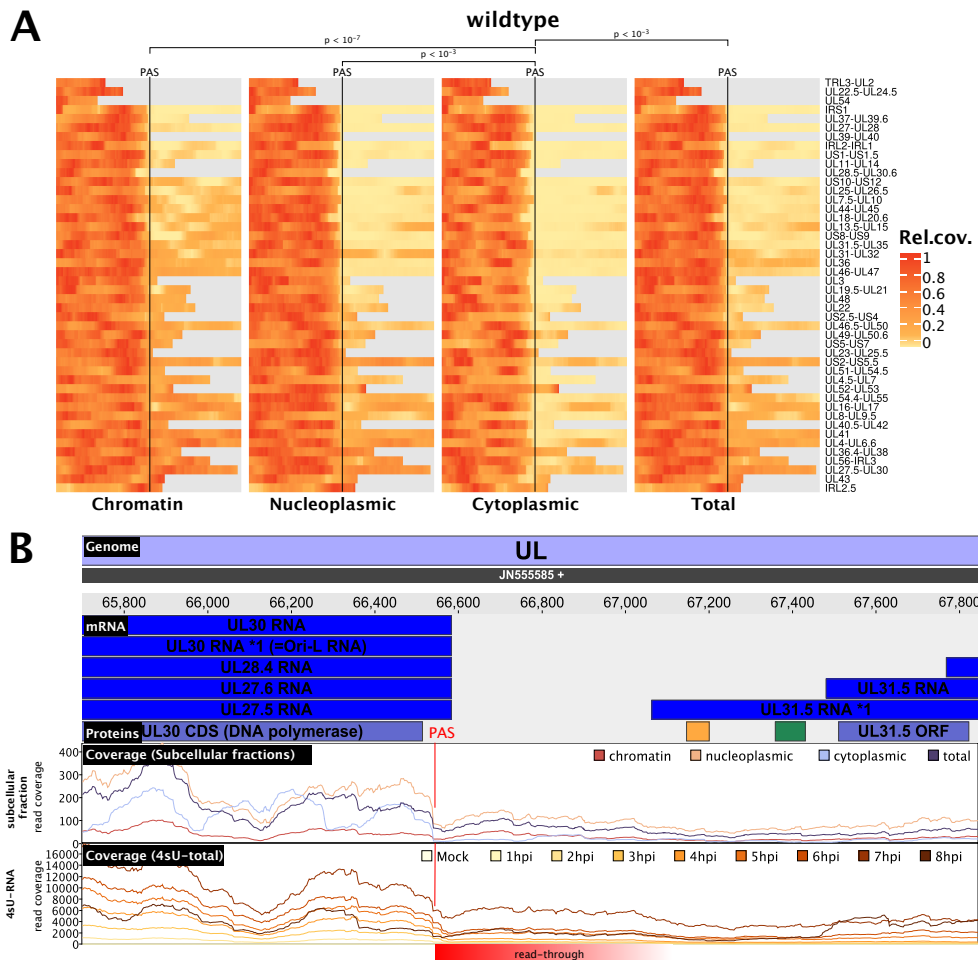 A
wildtype
p < 10-7
p < 10-3
p < 10-3
PAS
PAS
PAS
PAS
TRL3-UL2
UL22.5-UL24.5
UL54
IRS1
UL37-UL39.6
UL27-UL28
UL39-UL40
IRL2-IRL1
US1-US1.5
UL11-UL14
UL28.5-UL30.6
US10-US12
UL25-UL26.5
UL7.5-UL10
UL44-UL45
UL18-UL20.6
UL13.5-UL15
US8-US9
UL31.5-UL35
UL31-UL32
UL36
UL46-UL47
UL3
UL19.5-UL21
UL48
UL22
US2.5-US4
UL46.5-UL50
UL49-UL50.6
US5-US7
UL23-UL25.5
US2-US5.5
UL51-UL54.5
UL4.5-UL7
UL52-UL53
UL54.4-UL55
UL16-UL17
UL8-UL9.5
UL40.5-UL42
UL41
UL4-UL6.6
UL36.4-UL38
UL56-IRL3
UL27.5-UL30
UL43
IRL2.5
Rel.cov.
1
0.8
0.6
0.4
0.2
0
Chromatin
Nucleoplasmic
Cytoplasmic
Total
B
Genome
UL
JN555585 +
65,800 66,000 66,200 66,400 66,600 66,800 67,000 67,200 67,400 67,600 67,800
mRNA
UL30 RNA
UL30 RNA *1 (=Ori-L RNA)
UL28.4 RNA
UL27.6 RNA
UL31.5 RNA
UL27.5 RNA
UL31.5 RNA *1
Proteins
UL30 CDS (DNA polymerase)
PAS
UL31.5 ORF
Coverage (Subcellular fractions)
chromatin nucleoplasmic cytoplasmic total
subcellular
fraction
read coverage
400
300
200
100
0
Coverage (4sU-total)
Mock 1hpi 2hpi 3hpi 4hpi 5hpi 6hpi 7hpi 8hpi
4sU-RNA
read coverage
16000
14000
12000
10000
8000
6000
4000
2000
0
read-through